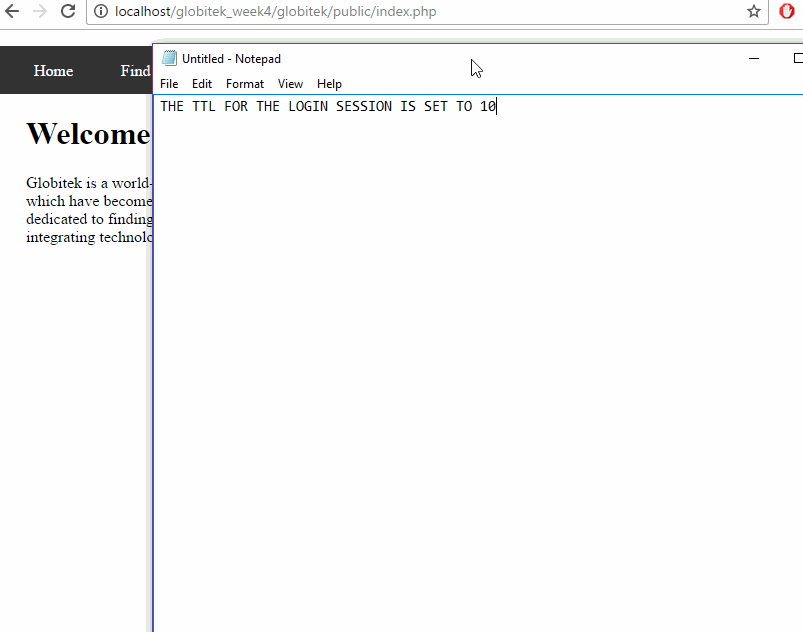 localhost/globitek_week4/globitek/public/index.php
Untitled - Notepad
File Edit Format View Help
THE TTL FOR THE LOGIN SESSION IS SET TO 10
Home Find
Welcome
Globitek is a world-
which have become
dedicated to finding
integrating